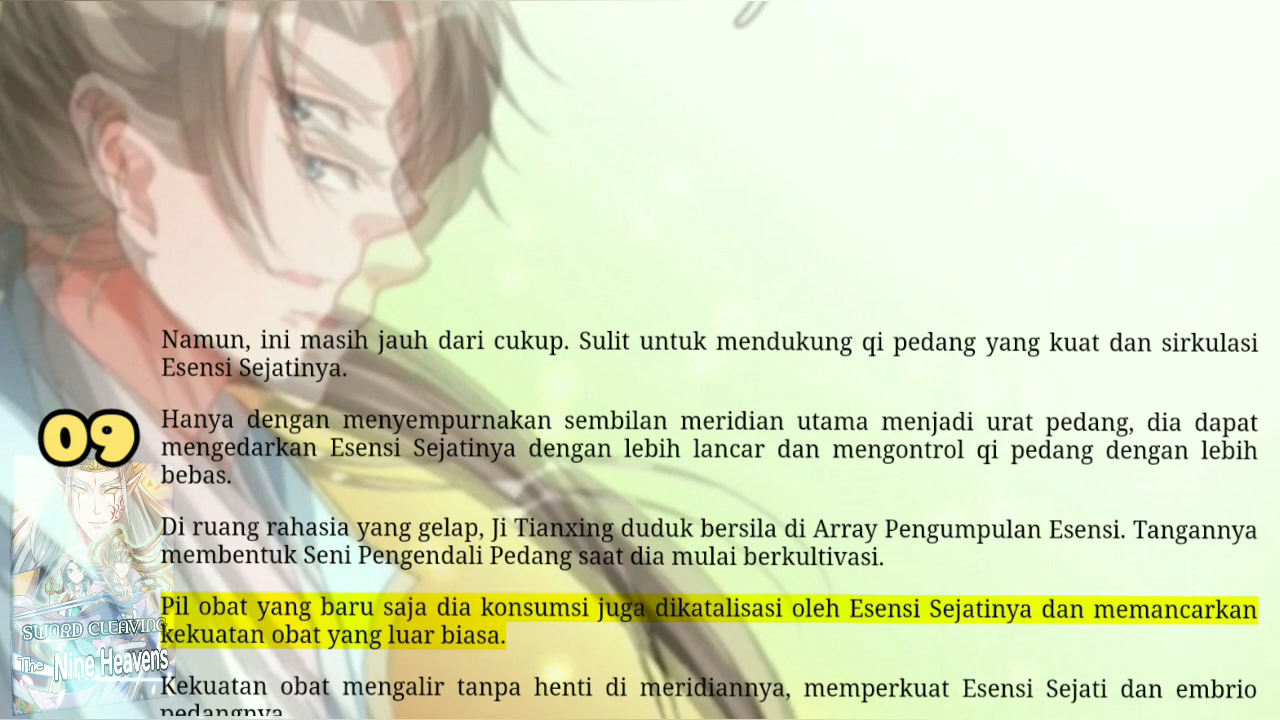 Namun, ini masih jauh dari cukup. Sulit untuk mendukung qi pedang yang kuat dan sirkulasi
Esensi Sejatinya.
Hanya dengan menyempurnakan sembilan meridian utama menjadi urat pedang, dia dapat
mengedarkan Esensi Sejatinya dengan lebih lancar dan mengontrol qi pedang dengan lebih
bebas.
09
Di ruang rahasia yang gelap, Ji Tianxing duduk bersila di Array Pengumpulan Esensi. Tangannya
membentuk Seni Pengendali Pedang saat dia mulai berkultivasi.
Pil obat yang baru saja dia konsumsi juga dikatalisasi oleh Esensi Sejatinya dan memancarkan
kekuatan obat yang luar biasa.
SWORD CLEAVING
The Nine Heavens
Kekuatan obat mengalir tanpa henti di meridiannya, memperkuat Esensi Sejati dan embrio
pedangnya.